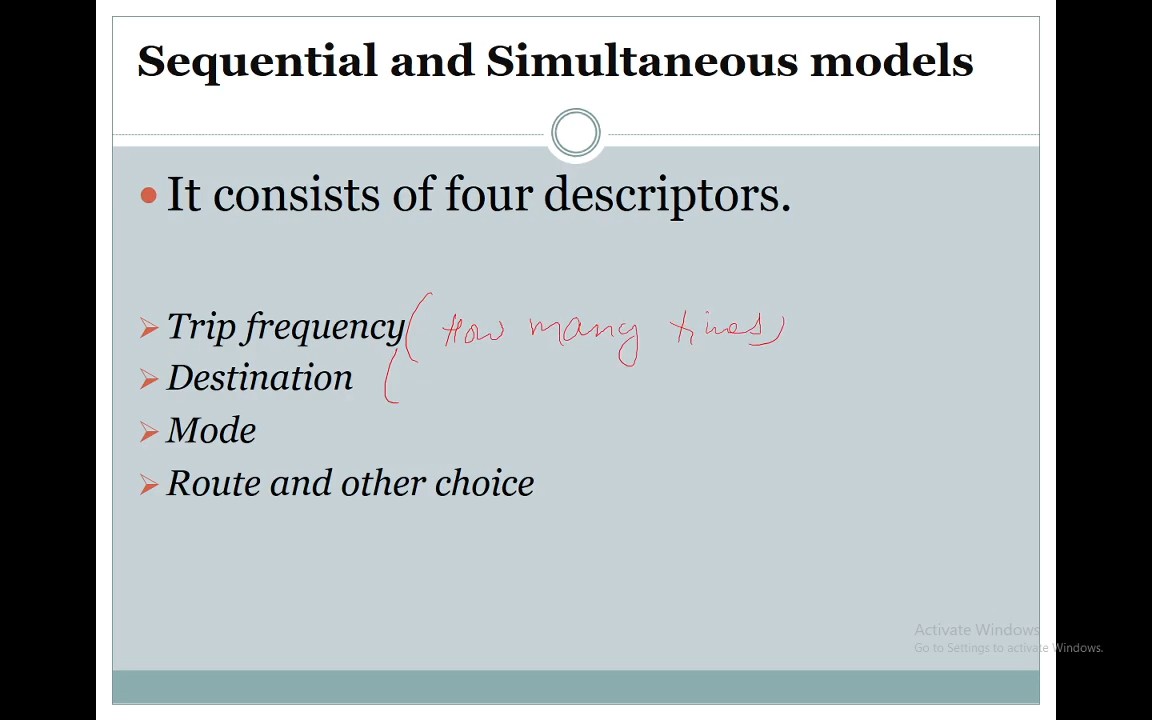 Sequential and Simultaneous models
• It consists of four descriptors.
➢ Trip frequency (How many times)
➢ Destination (
➢ Mode
➢ Route and other choice
Activate Windows
Go to Settings to activate Windows.